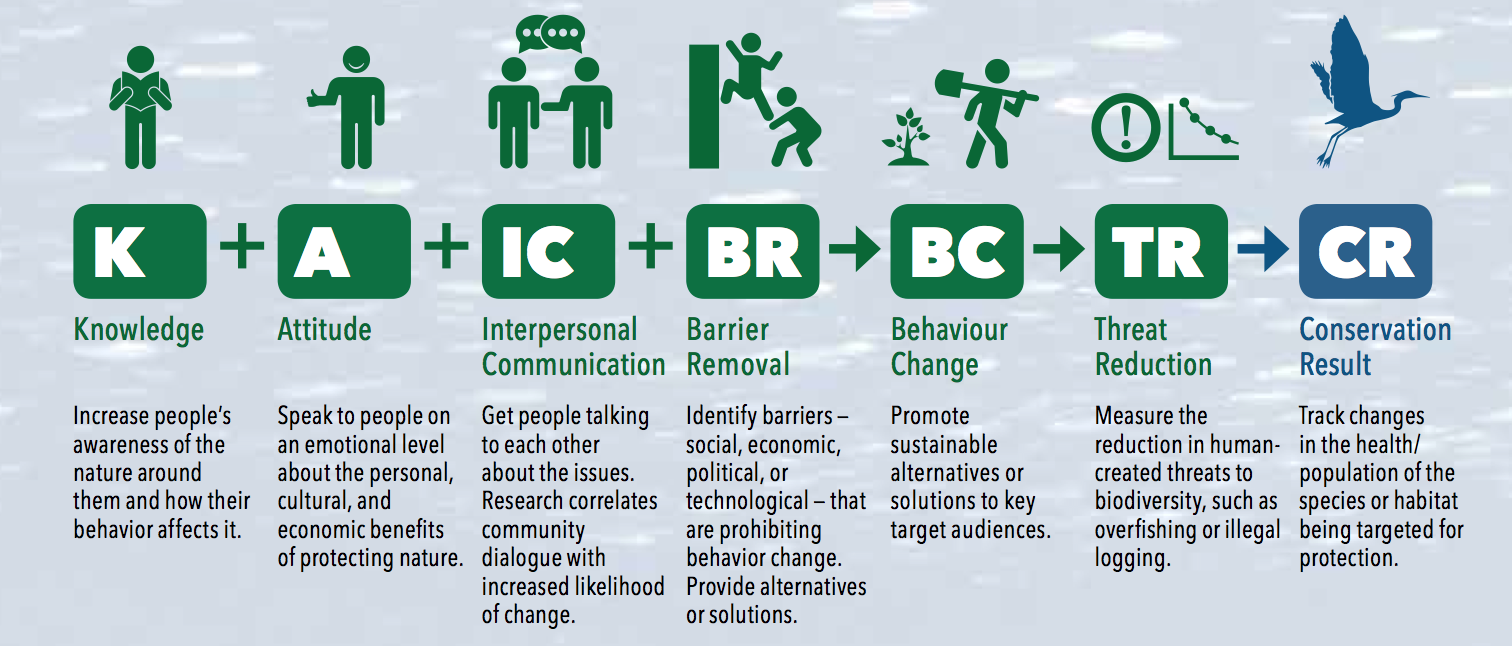 K + A + IC + BR → BC → TR → CR
Knowledge
Increase people's
awareness of the
nature around
them and how their
behavior affects it.
Attitude
Speak to people on
an emotional level
about the personal,
cultural, and
economic benefits
of protecting nature.
Interpersonal
Communication
Get people talking
to each other
about the issues.
Research correlates
community
dialogue with
increased likelihood
of change.
Barrier
Removal
Identify barriers –
social, economic,
political, or
technological – that
are prohibiting
behavior change.
Provide alternatives
or solutions.
Behaviour
Change
Promote
sustainable
alternatives or
solutions to key
target audiences.
Threat
Reduction
Measure the
reduction in human-
created threats to
biodiversity, such as
overfishing or illegal
logging.
Conservation
Result
Track changes
in the health/
population of the
species or habitat
being targeted for
protection.